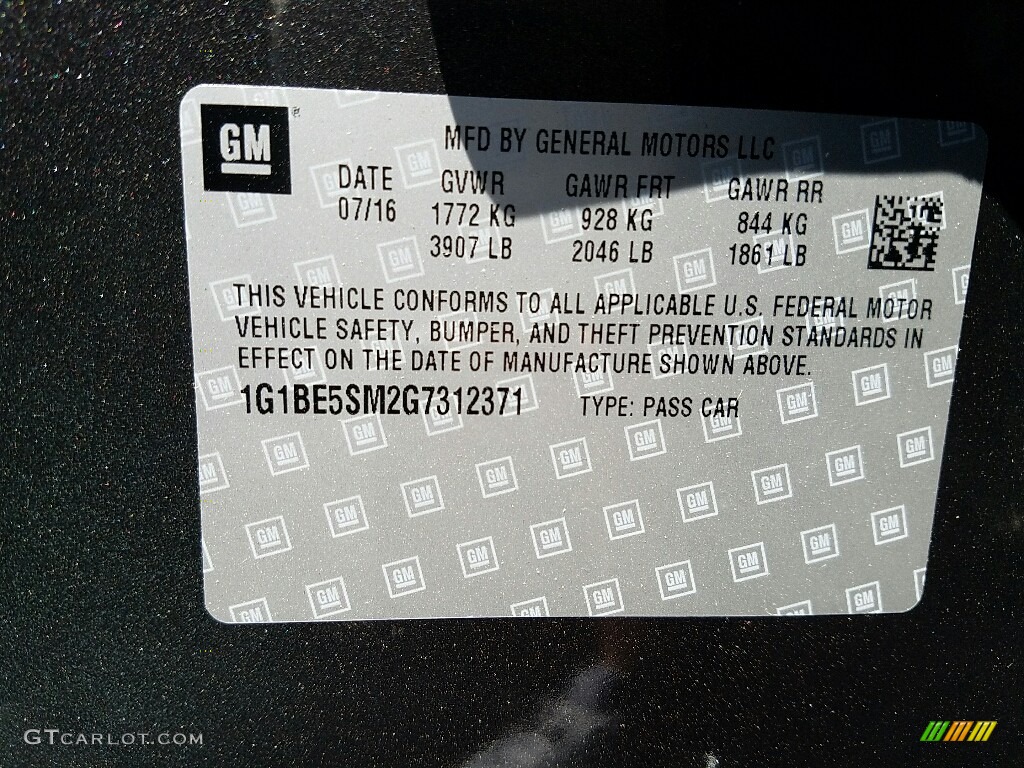 GM
MFD BY GENERAL MOTORS LLC
DATE GVWR GAWR FRT GAWR RR
07/16 1772 KG 928 KG 844 KG
3907 LB 2046 LB 1861 LB
THIS VEHICLE CONFORMS TO ALL APPLICABLE U.S. FEDERAL MOTOR
VEHICLE SAFETY, BUMPER, AND THEFT PREVENTION STANDARDS IN
EFFECT ON THE DATE OF MANUFACTURE SHOWN ABOVE.
1G1BE5SM2G7312371 TYPE: PASS CAR
GTCARLOT.COM